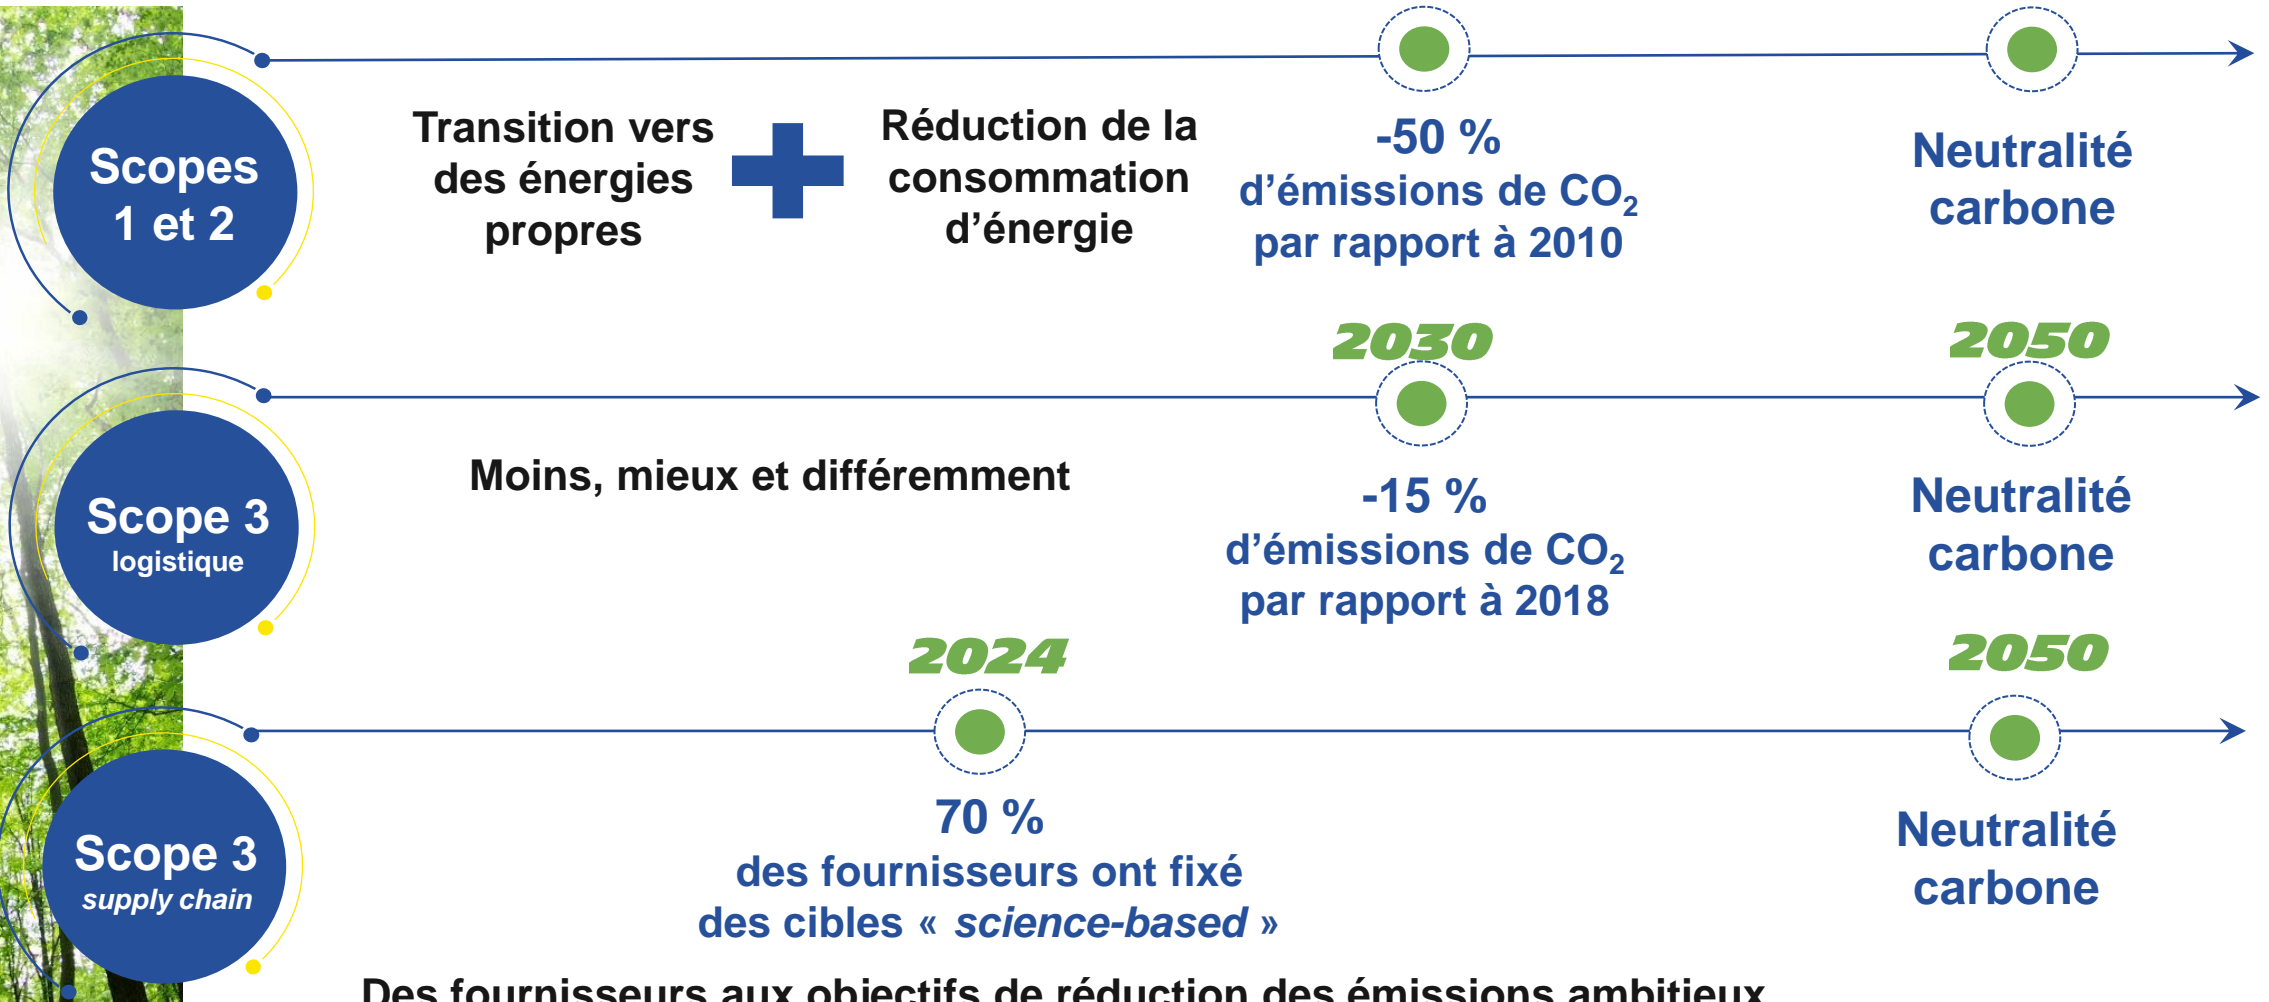 Scopes
1 et 2
Transition vers
des énergies
propres
Réduction de la
consommation
d’énergie
-50 %
d’émissions de CO₂
par rapport à 2010
Neutralité
carbone
2030
2050
Scope 3
logistique
Moins, mieux et différemment
-15 %
d’émissions de CO₂
par rapport à 2018
Neutralité
carbone
2024
2050
Scope 3
supply chain
70 %
des fournisseurs ont fixé
des cibles « science-based »
Neutralité
carbone
Des fournisseurs aux objectifs de réduction des émissions ambitieux